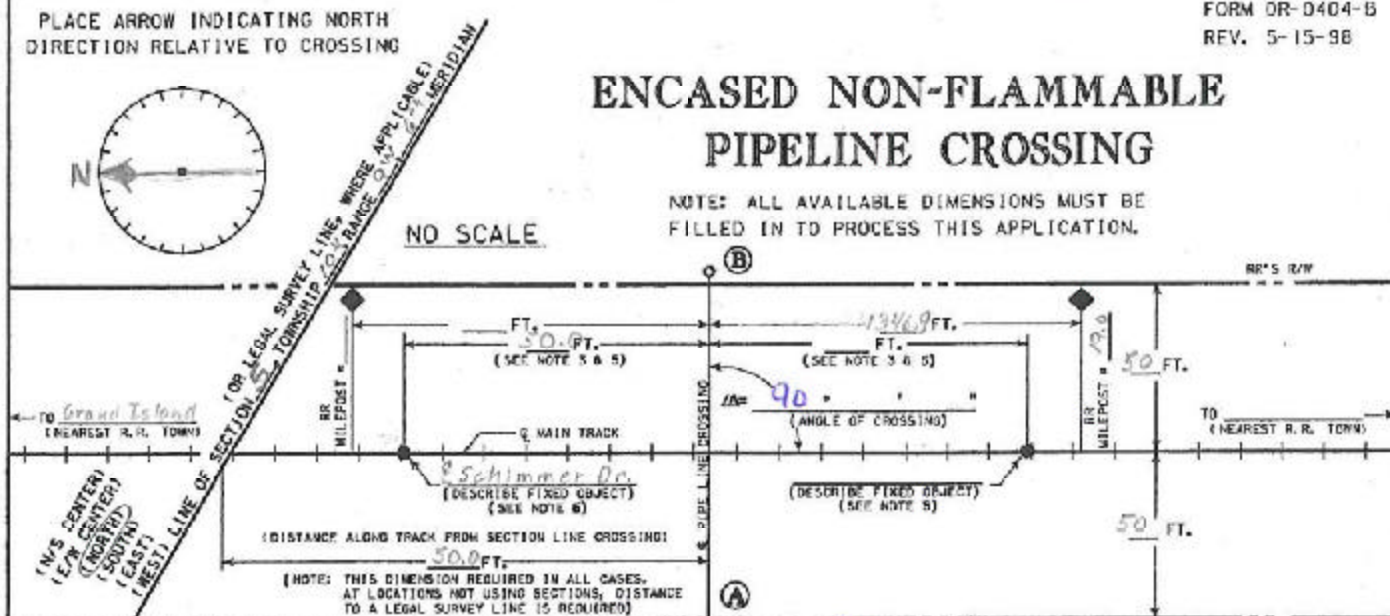 PLACE ARROW INDICATING NORTH
DIRECTION RELATIVE TO CROSSING
FORM DR-0404-B
REV. 5-15-98
ENCASED NON-FLAMMABLE
PIPELINE CROSSING
NOTE: ALL AVAILABLE DIMENSIONS MUST BE
FILLED IN TO PROCESS THIS APPLICATION.
N
NO SCALE
(FOR LEGAL SURVEY LINE, WHERE APPLICABLE)
(WEST) LINE OF SECTION 5 TOWNSHIP RANGE MERIDIAN
B
RR'S R/W
FT.
50.0 FT.
(SEE NOTE 3 & 5)
1346.9 FT.
FT.
(SEE NOTE 3 & 5)
50 FT.
RR
MILEPOST
RR
MILEPOST
90 ° ' "
(ANGLE OF CROSSING)
TO Grand Island
(NEAREST R.R. TOWN)
TO
(NEAREST R.R. TOWN)
℄ MAIN TRACK
℄ PIPE LINE CROSSING
℄ Schimmer Dr.
(DESCRIBE FIXED OBJECT)
(SEE NOTE 6)
(DESCRIBE FIXED OBJECT)
(SEE NOTE 5)
(N/S CENTER)
(E/W CENTER)
(NORTH)
(SOUTH)
(EAST)
(DISTANCE ALONG TRACK FROM SECTION LINE CROSSING)
50.0 FT.
50 FT.
(NOTE: THIS DIMENSION REQUIRED IN ALL CASES.
AT LOCATIONS NOT USING SECTIONS, DISTANCE
TO A LEGAL SURVEY LINE IS REQUIRED)
A